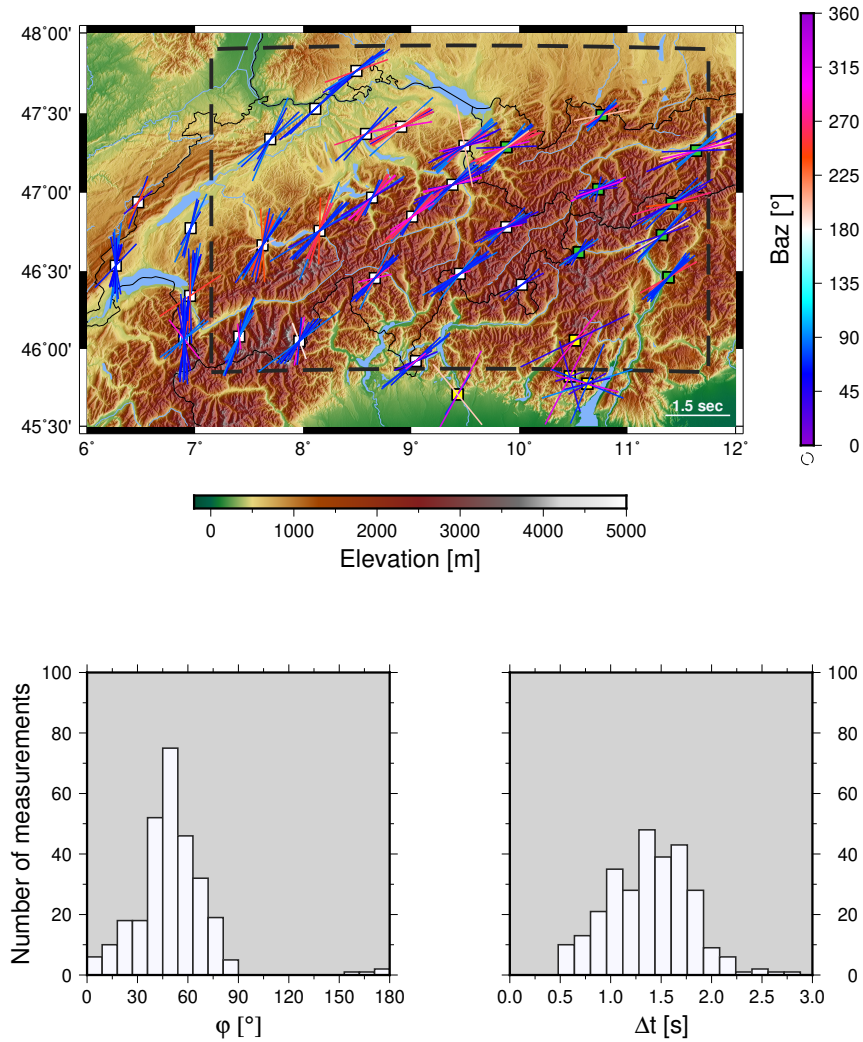 48°00'
47°30'
47°00'
46°30'
46°00'
45°30'
6° 7° 8° 9° 10° 11° 12°
1.5 sec
360
315
270
225
180
135
90
45
0
Baz [°]
0 1000 2000 3000 4000 5000
Elevation [m]
Number of measurements
100
80
60
40
20
0
0 30 60 90 120 150 180
φ [°]
100
80
60
40
20
0
0.0 0.5 1.0 1.5 2.0 2.5 3.0
Δt [s]